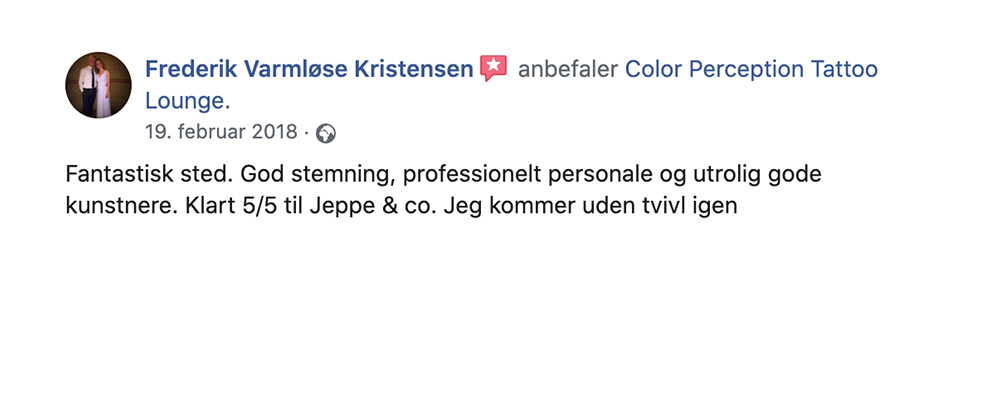 Frederik Varmløse Kristensen anbefaler Color Perception Tattoo
Lounge.
19. februar 2018 ·
Fantastisk sted. God stemning, professionelt personale og utrolig gode
kunstnere. Klart 5/5 til Jeppe & co. Jeg kommer uden tvivl igen